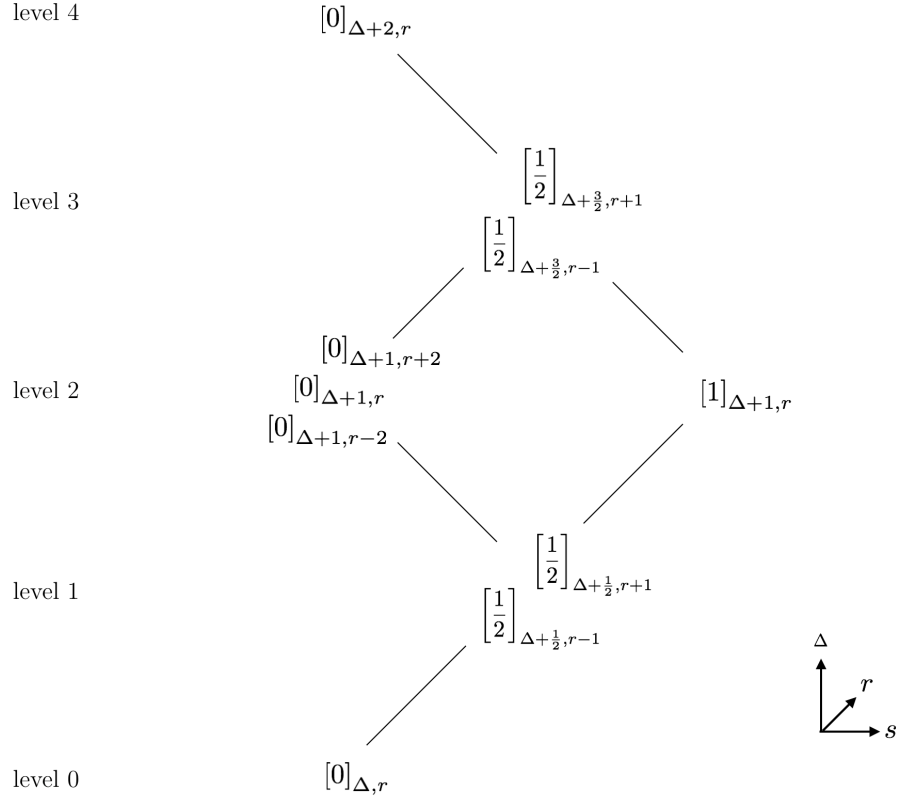 level 4
[0]_{Δ+2,r}
[1/2]_{Δ+3/2,r+1}
level 3
[1/2]_{Δ+3/2,r−1}
[0]_{Δ+1,r+2}
level 2 [0]_{Δ+1,r} [1]_{Δ+1,r}
[0]_{Δ+1,r−2}
[1/2]_{Δ+1/2,r+1}
level 1
[1/2]_{Δ+1/2,r−1}
Δ
r
s
level 0 [0]_{Δ,r}